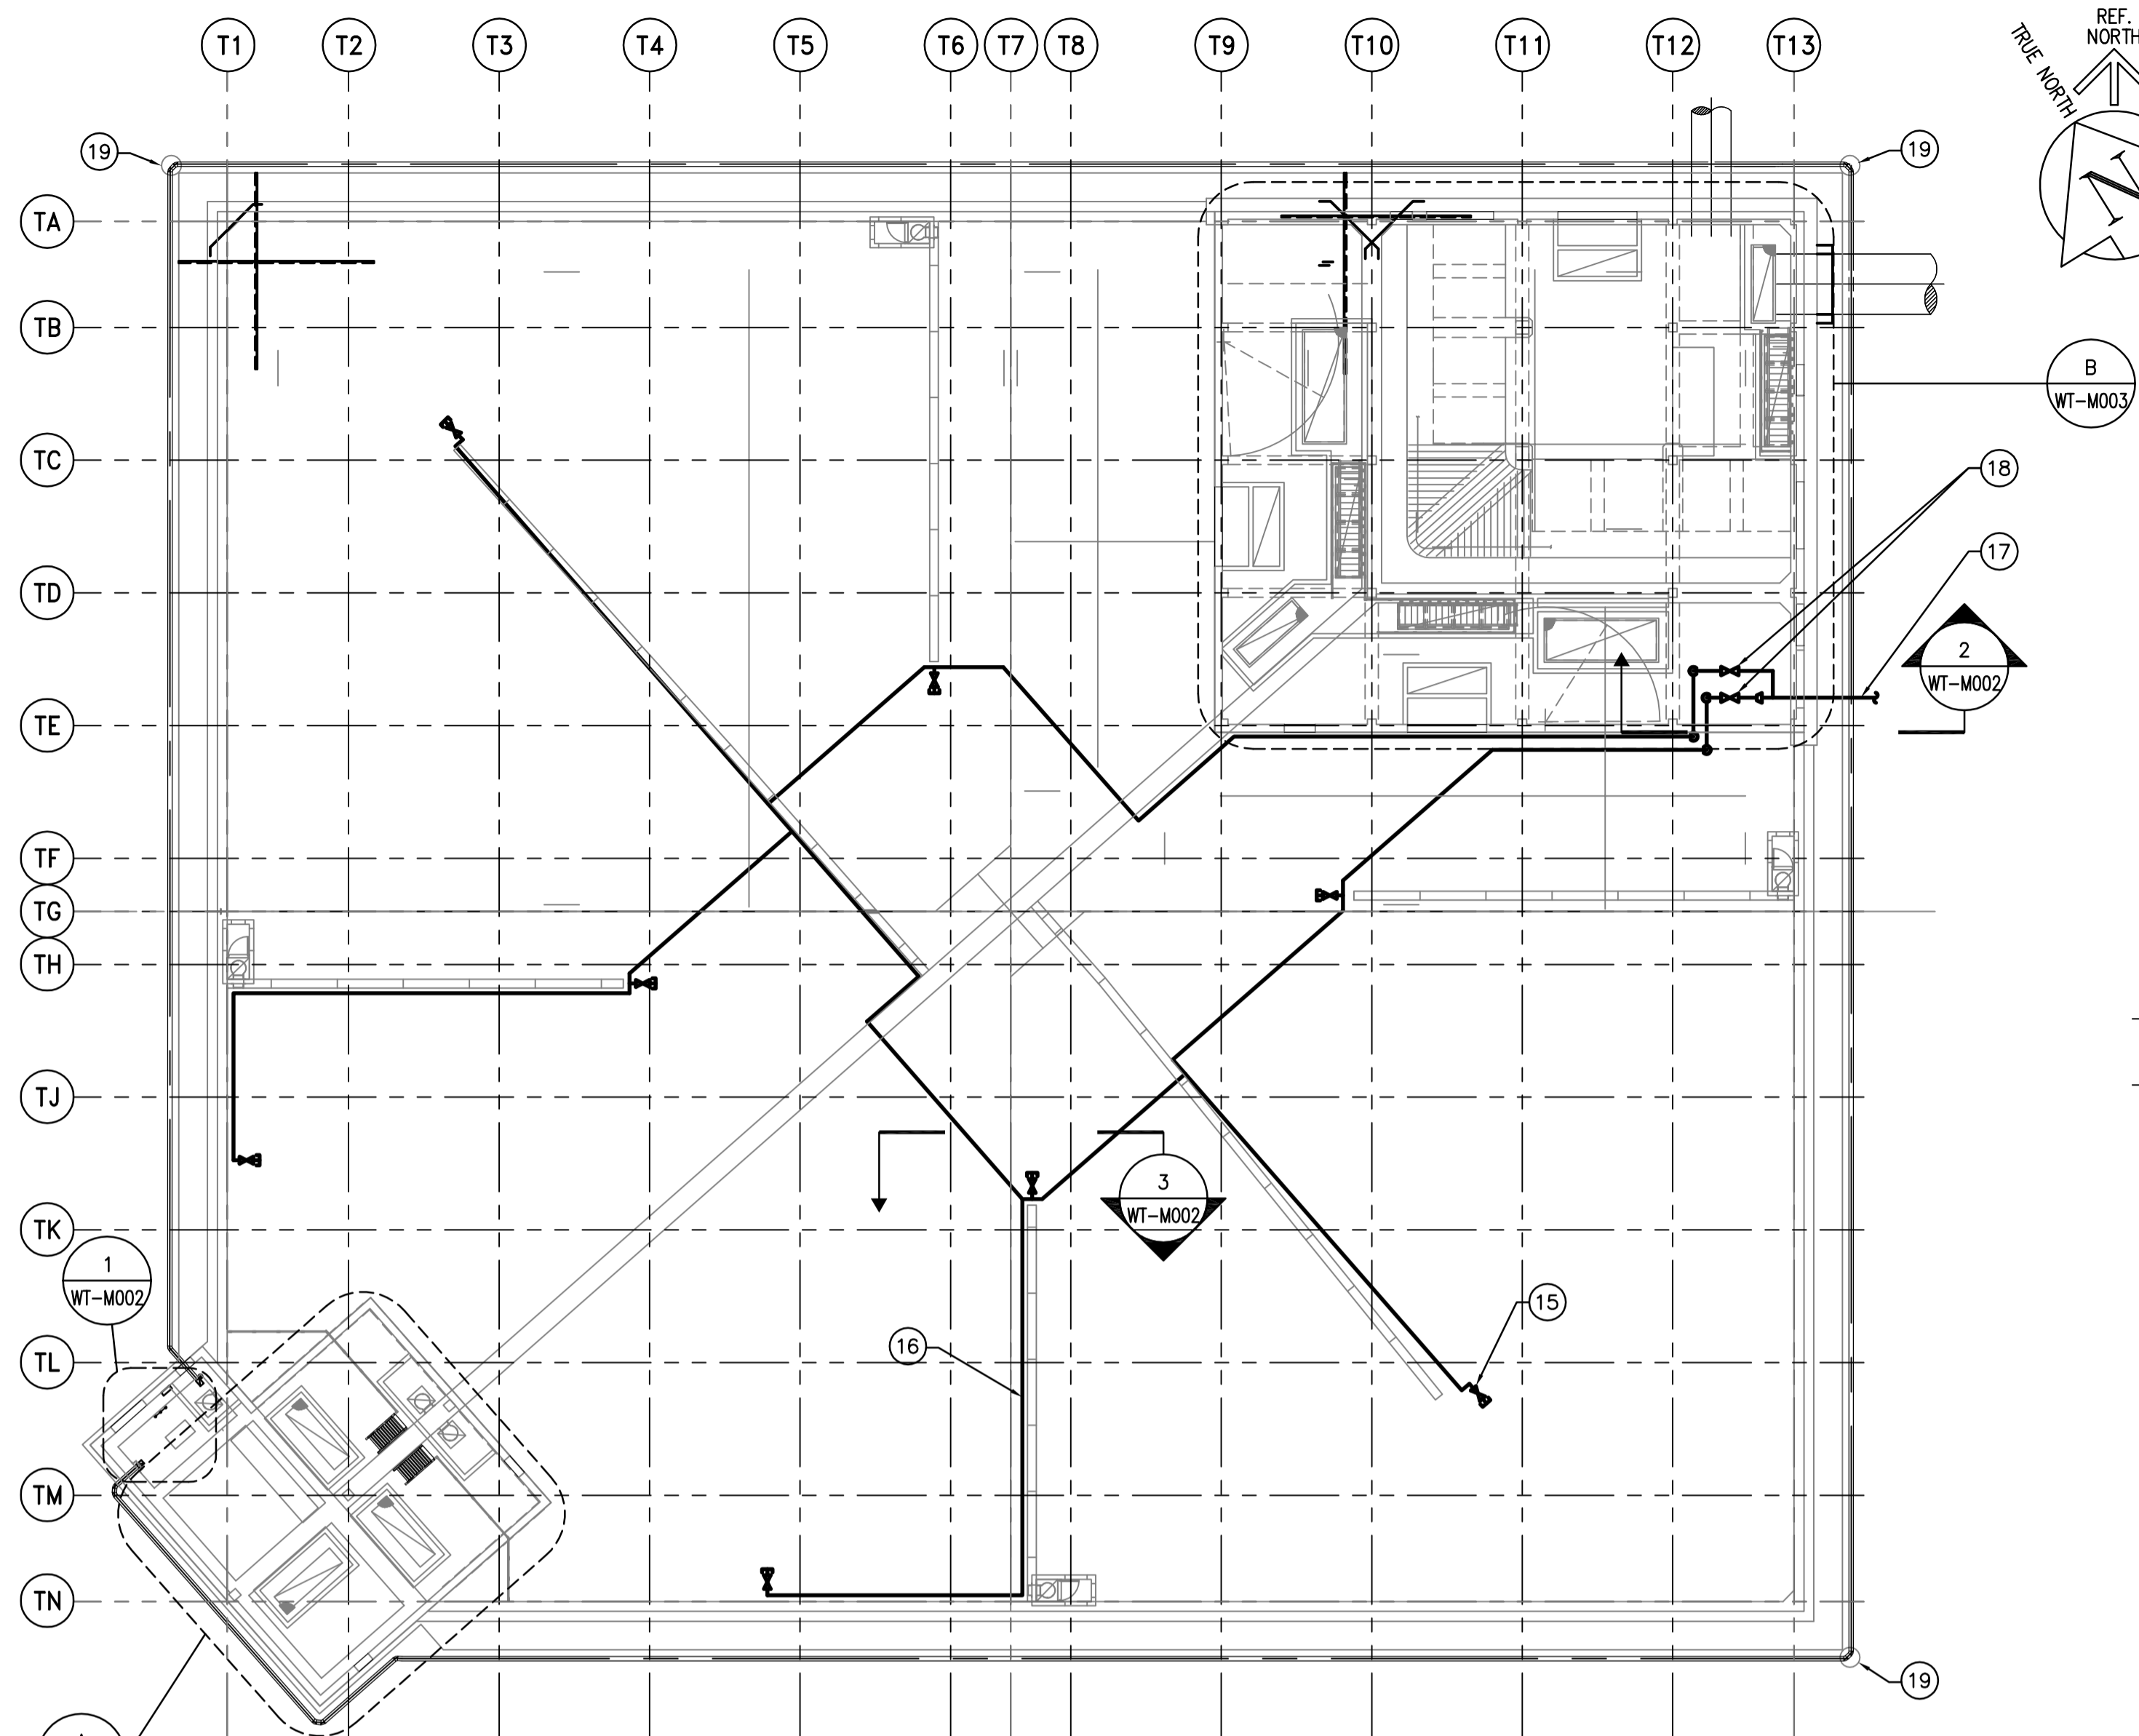 REF.
NORTH
TRUE NORTH
N
T1
T2
T3
T4
T5
T6
T7
T8
T9
T10
T11
T12
T13
19
19
TA
TB
B
WT-M003
TC
18
TD
17
2
WT-M002
TE
TF
TG
TH
TJ
3
WT-M002
TK
1
WT-M002
15
16
TL
TM
TN
19